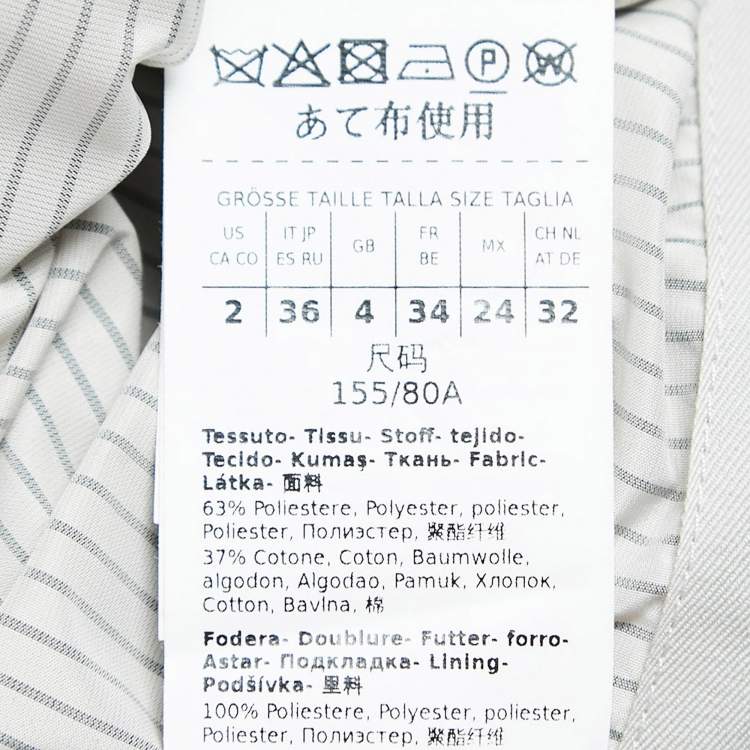 P
W
あて布使用
GRÖSSE TAILLE TALLA SIZE TAGLIA
US IT JP GB FR MX CH NL
CA CO ES RU BE AT DE
2 36 4 34 24 32
尺码
155/80A
Tessuto- Tissu- Stoff- tejido-
Tecido- Kumaş- Ткань- Fabric-
Látka- 面料
63% Poliestere, Polyester, poliester,
Poliester, Полиэстер, 聚酯纤维
37% Cotone, Coton, Baumwolle,
algodon, Algodao, Pamuk, Хлопок,
Cotton, Bavlna, 棉
Fodera- Doublure- Futter- forro-
Astar- Подкладка- Lining-
Podšívka- 里料
100% Poliestere, Polyester, poliester,
Poliester, Полиэстер, 聚酯纤维